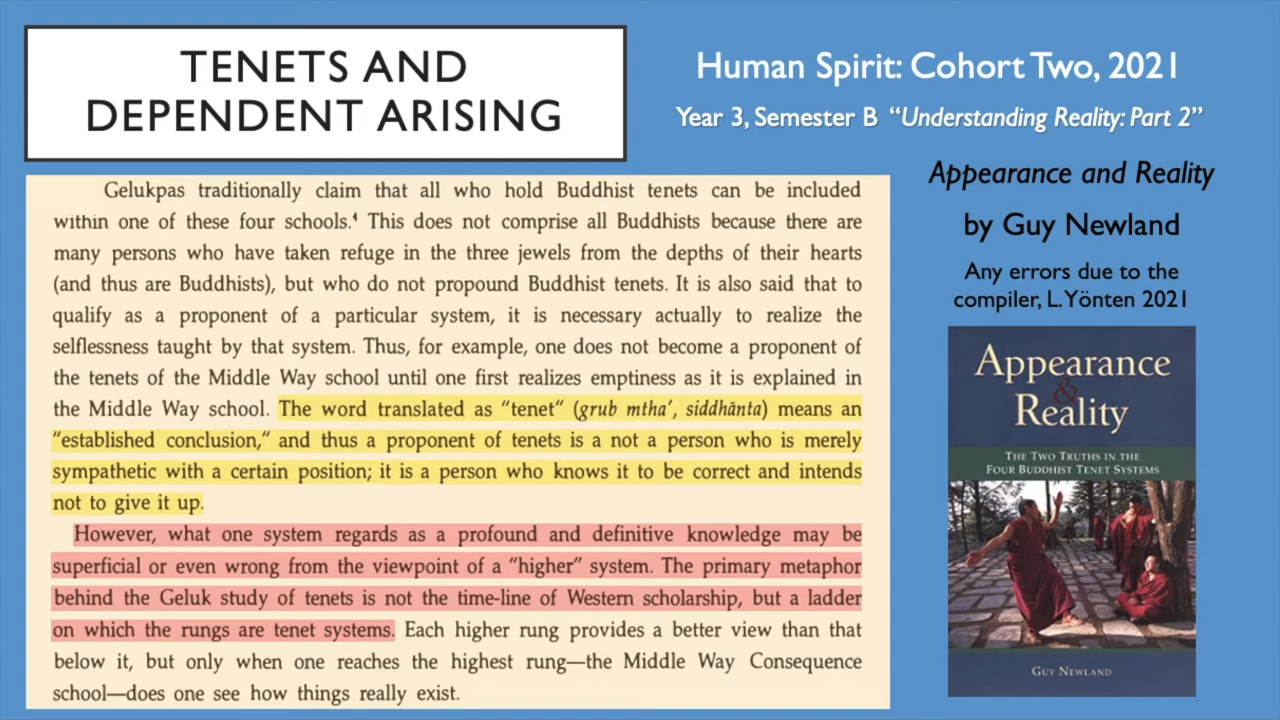 TENETS AND
DEPENDENT ARISING
Human Spirit: Cohort Two, 2021
Year 3, Semester B “Understanding Reality: Part 2”
Gelukpas traditionally claim that all who hold Buddhist tenets can be included
within one of these four schools.⁴ This does not comprise all Buddhists because there are
many persons who have taken refuge in the three jewels from the depths of their hearts
(and thus are Buddhists), but who do not propound Buddhist tenets. It is also said that to
qualify as a proponent of a particular system, it is necessary actually to realize the
selflessness taught by that system. Thus, for example, one does not become a proponent of
the tenets of the Middle Way school until one first realizes emptiness as it is explained in
the Middle Way school. The word translated as “tenet” (grub mtha’, siddhānta) means an
“established conclusion,” and thus a proponent of tenets is a not a person who is merely
sympathetic with a certain position; it is a person who knows it to be correct and intends
not to give it up.
However, what one system regards as a profound and definitive knowledge may be
superficial or even wrong from the viewpoint of a “higher” system. The primary metaphor
behind the Geluk study of tenets is not the time-line of Western scholarship, but a ladder
on which the rungs are tenet systems. Each higher rung provides a better view than that
below it, but only when one reaches the highest rung—the Middle Way Consequence
school—does one see how things really exist.
Appearance and Reality
by Guy Newland
Any errors due to the
compiler, L.Yönten 2021
Appearance
&
Reality
THE TWO TRUTHS IN THE
FOUR BUDDHIST TENET SYSTEMS
GUY NEWLAND